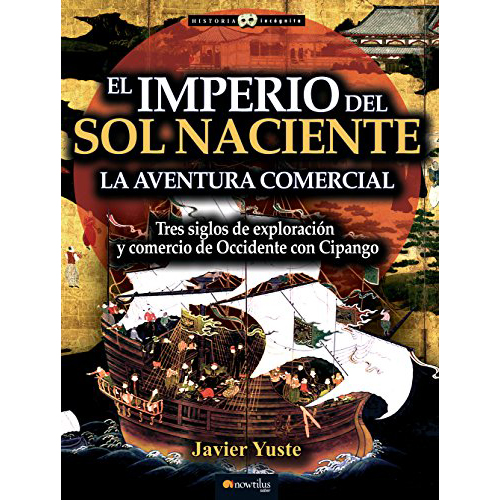 HISTORIA incógnita
EL IMPERIO DEL
SOL NACIENTE
LA AVENTURA COMERCIAL
Tres siglos de exploración
y comercio de Occidente con Cipango
Javier Yuste
nowtilus
saber